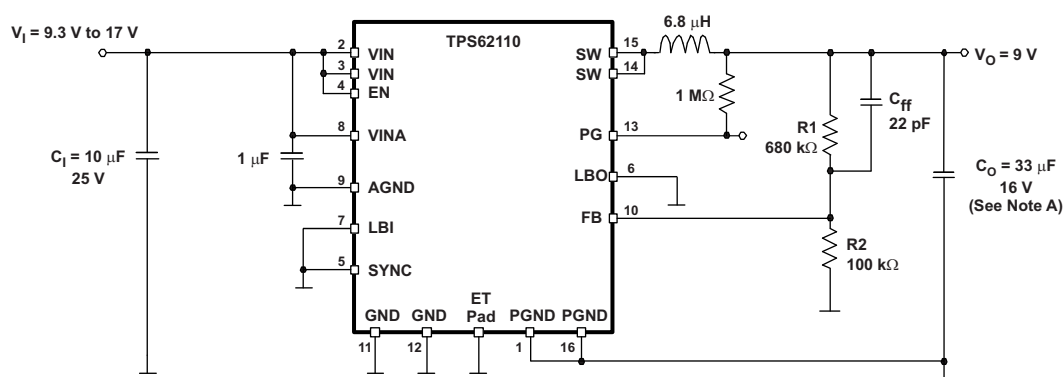 V_I = 9.3 V to 17 V
TPS62110
6.8 μH
V_O = 9 V
2
VIN
3
VIN
4
EN
8
VINA
9
AGND
7
LBI
5
SYNC
SW
15
SW
14
PG
13
LBO
6
FB
10
1 MΩ
C_ff
22 pF
R1
680 kΩ
R2
100 kΩ
C_I = 10 μF
25 V
1 μF
C_O = 33 μF
16 V
(See Note A)
GND
GND
ET
Pad
PGND
PGND
11
12
1
16